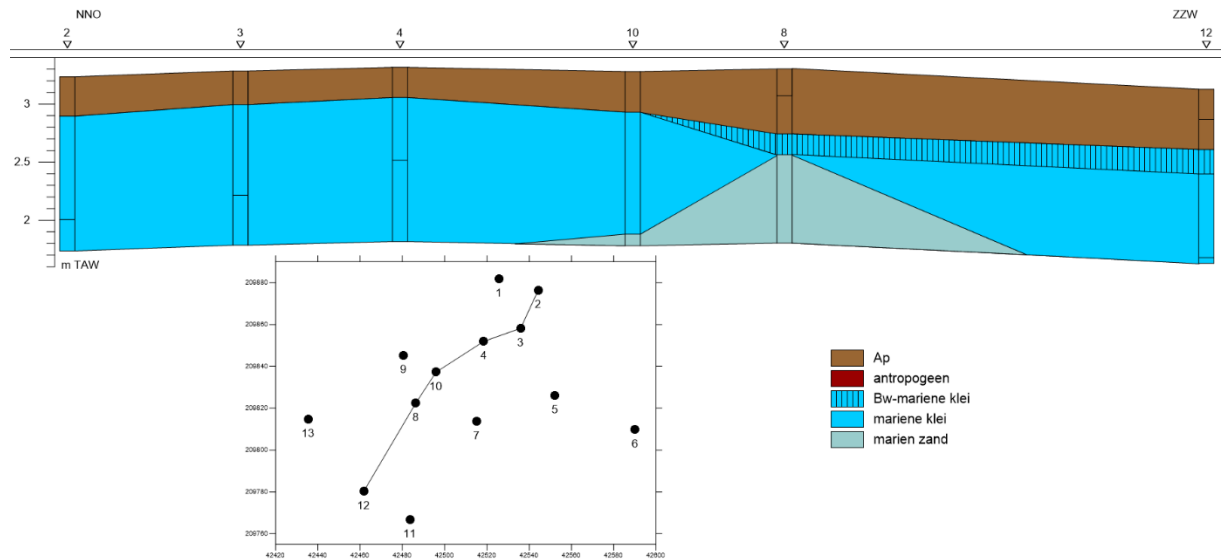 NNO ZZW
2 3 4 10 8 12
3
2.5
2
m TAW
209880
209860
209840
209820
209800
209780
209760
1
2
3
4
9
10
5
8
13
7
6
12
11
42420 42440 42460 42480 42500 42520 42540 42560 42580 42600
Ap
antropogeen
Bw-mariene klei
mariene klei
marien zand